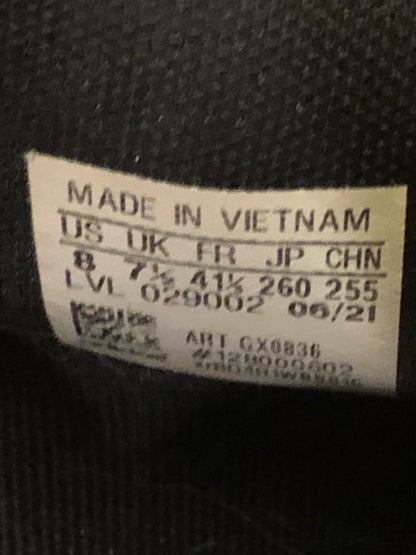 MADE IN VIETNAM
US UK FR JP CHN
8 7½ 41⅓ 260 255
LVL 029002 06/21
ART GX0836